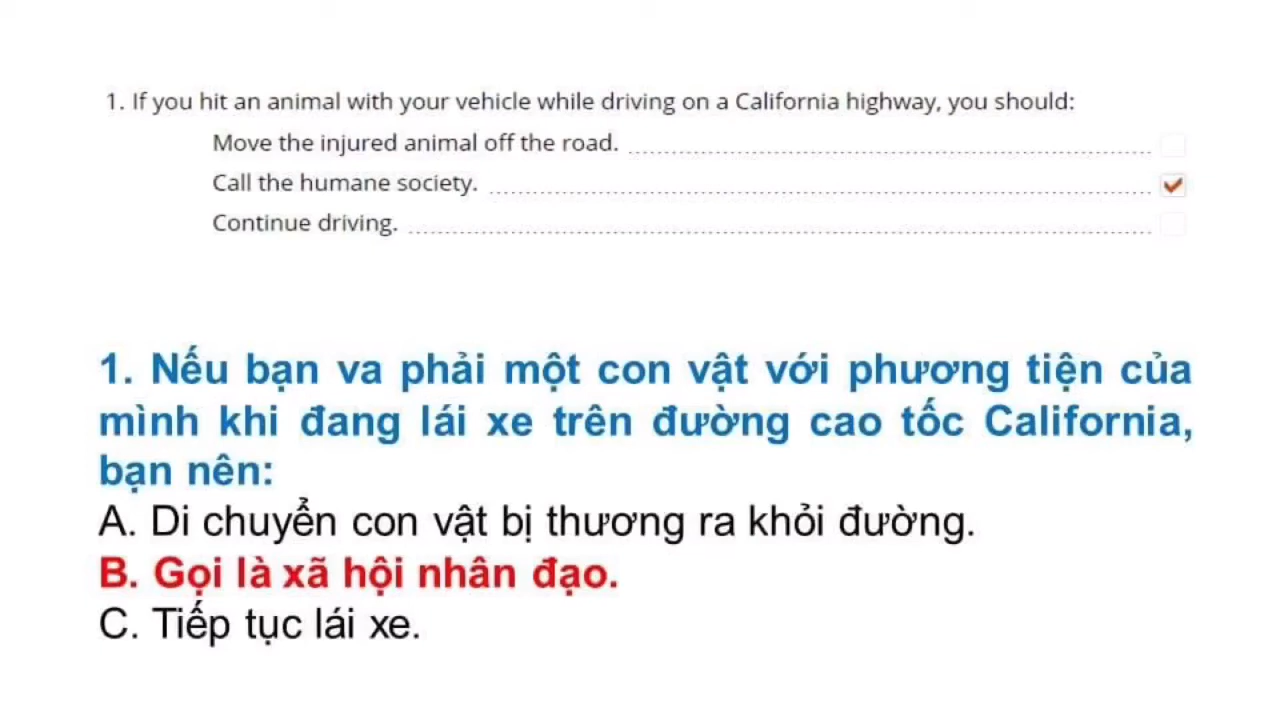 1. If you hit an animal with your vehicle while driving on a California highway, you should:
Move the injured animal off the road.
Call the humane society.
Continue driving.
1. Nếu bạn va phải một con vật với phương tiện của
mình khi đang lái xe trên đường cao tốc California,
bạn nên:
A. Di chuyển con vật bị thương ra khỏi đường.
B. Gọi là xã hội nhân đạo.
C. Tiếp tục lái xe.